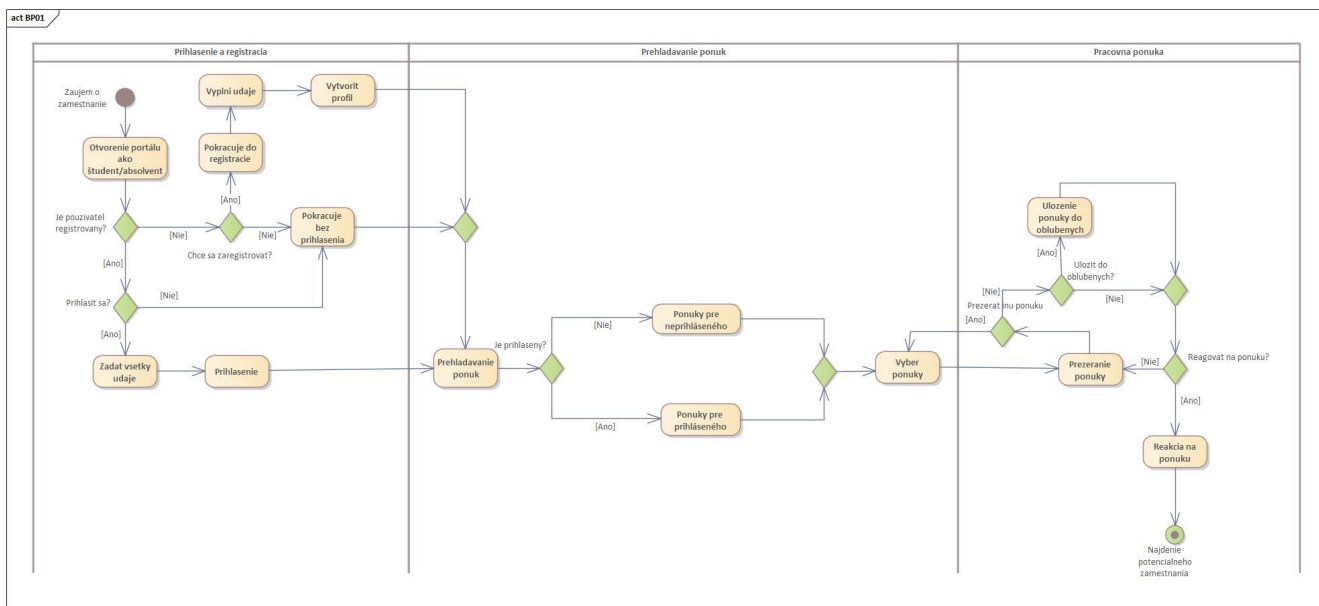 act BP01
Prihlasenie a registracia
Prehladavanie ponuk
Pracovna ponuka
Zaujem o
zamestnanie
Otvorenie portálu
ako
študent/absolvent
Je pouzivatel
registrovany?
[Nie]
[Ano]
Chce sa zaregistrovat?
[Ano]
[Nie]
Pokracuje do
registracie
Vyplni udaje
Vytvorit
profil
Pokracuje
bez
prihlasenia
Prihlasit sa?
[Nie]
[Ano]
Zadat vsetky
udaje
Prihlasenie
Prehladavanie
ponuk
Je prihlaseny?
[Nie]
[Ano]
Ponuky pre
neprihláseného
Ponuky pre
prihláseného
Vyber
ponuky
Prezeranie
ponuky
Prezerat inu ponuku
[Ano]
[Nie]
Ulozit do
oblubenych?
[Ano]
[Nie]
Ulozenie
ponuky do
oblubenych
Reagovat na ponuku?
[Nie]
[Ano]
Reakcia na
ponuku
Najdenie
potencialneho
zamestnania